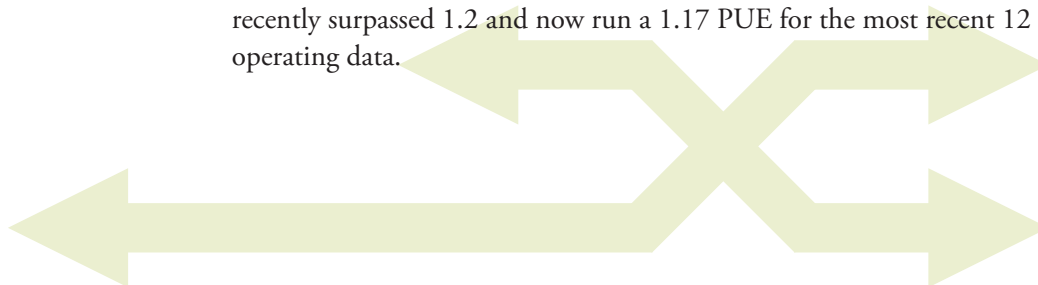 recently surpassed 1.2 and now run a 1.17 PUE for the most recent 12
operating data.